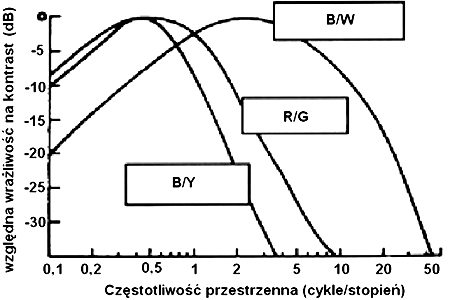 względna wrażliwość na kontrast (dB)
0
-5
-10
-15
-20
-25
-30
B/W
R/G
B/Y
0,1 0,2 0,5 1 2 5 10 20 50
Częstotliwość przestrzenna (cykle/stopień)